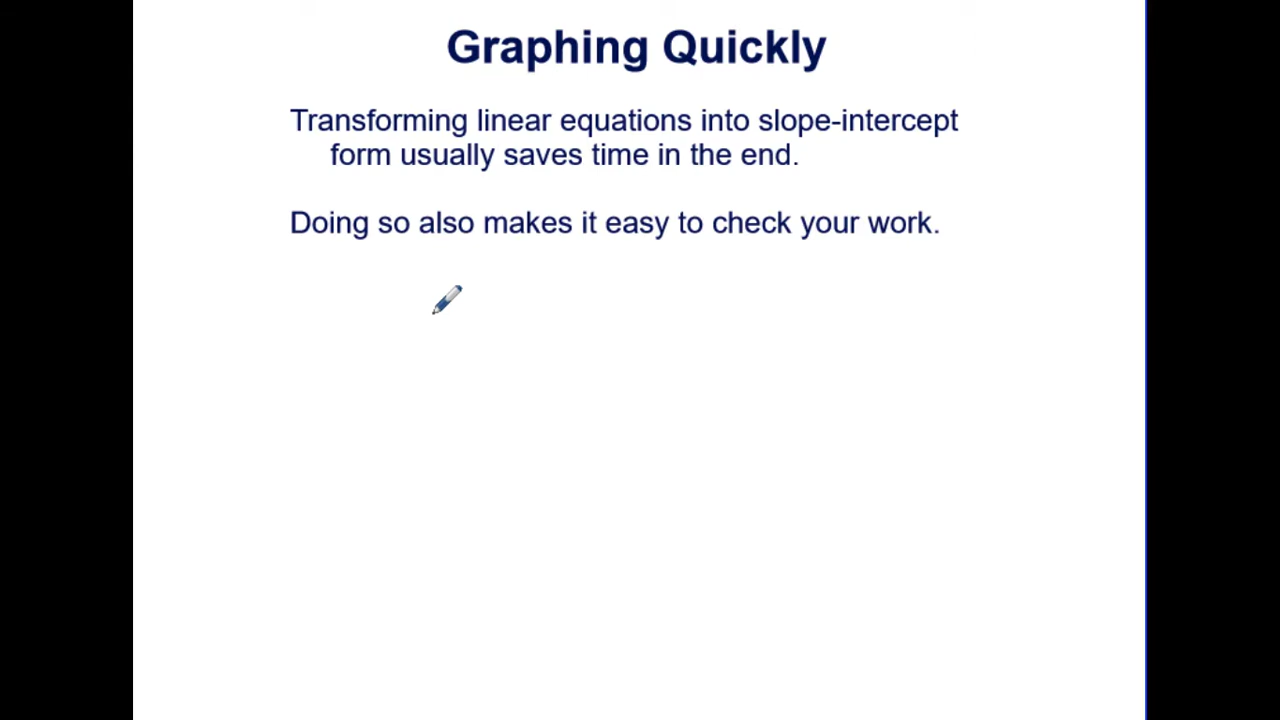 Graphing Quickly
Transforming linear equations into slope-intercept
form usually saves time in the end.
Doing so also makes it easy to check your work.